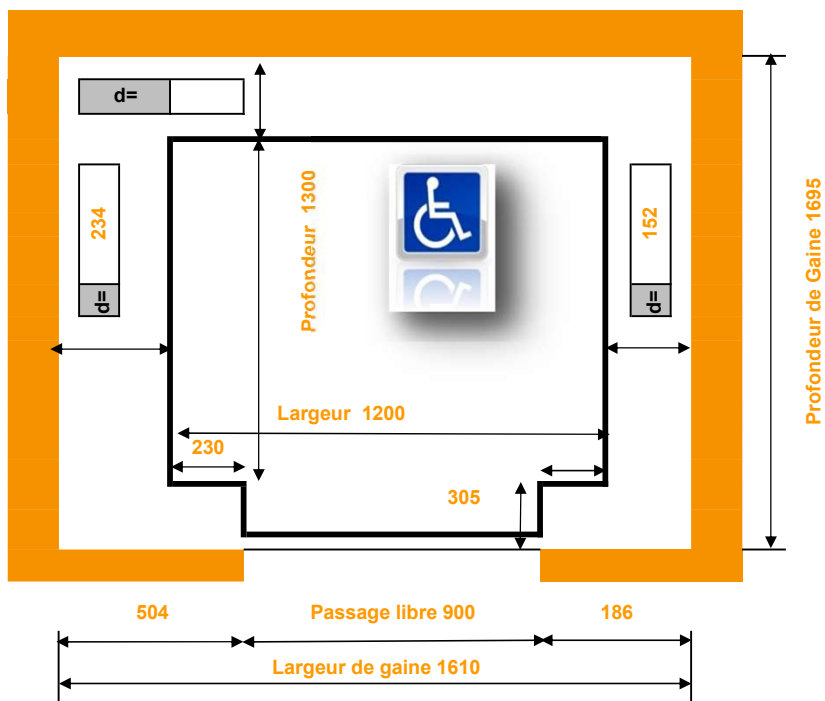 d=
Profondeur 1300
234
d=
152
d=
Profondeur de Gaine 1695
Largeur 1200
230
305
504
Passage libre 900
186
Largeur de gaine 1610